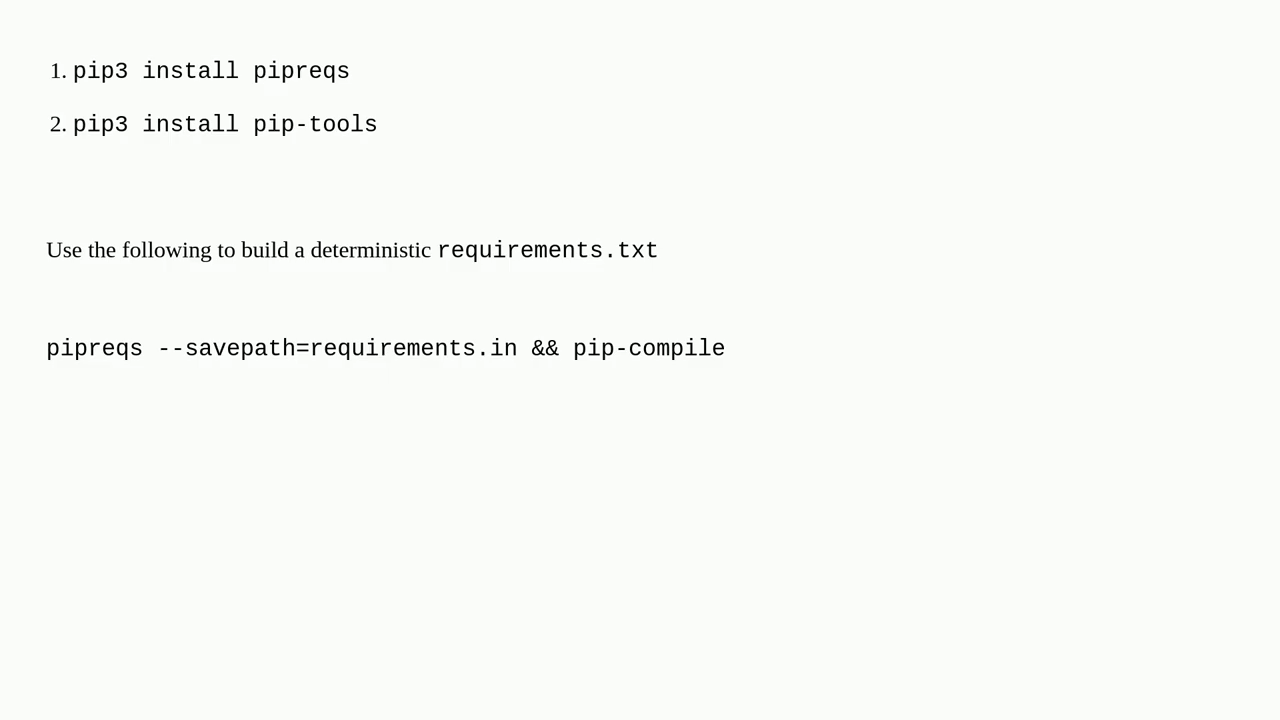 1. pip3 install pipreqs
2. pip3 install pip-tools
Use the following to build a deterministic requirements.txt
pipreqs --savepath=requirements.in && pip-compile